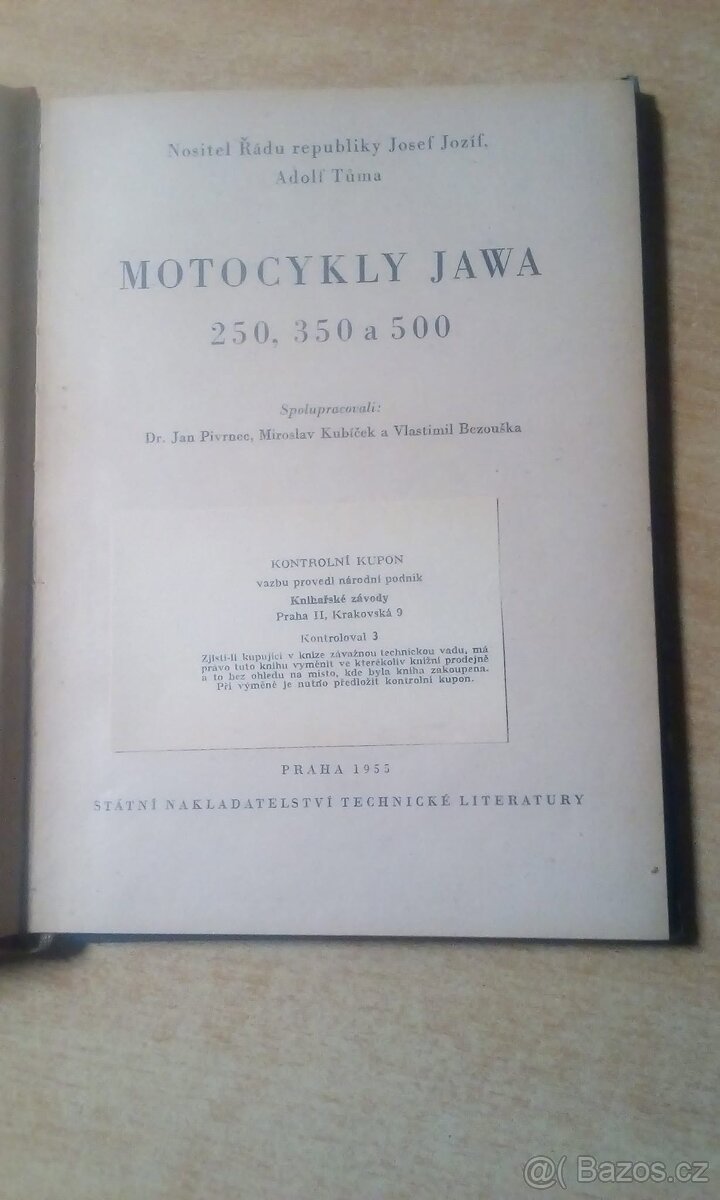 Nositel Řádu republiky Josef Jozíf,
Adolf Tůma
MOTOCYKLY JAWA
250, 350 a 500
Spolupracovali:
Dr. Jan Pivrnec, Miroslav Kubíček a Vlastimil Bezouška
KONTROLNÍ KUPON
vazbu provedl národní podnik
Knihařské závody
Praha II, Krakovská 9
Kontroloval 3
Zjistí-li kupující v knize závažnou technickou vadu, má
právo tuto knihu vyměnit ve kterékoliv knižní prodejně
a to bez ohledu na místo, kde byla kniha zakoupena.
Při výměně je nutno předložit kontrolní kupon.
PRAHA 1955
STÁTNÍ NAKLADATELSTVÍ TECHNICKÉ LITERATURY
@( Bazos.cz